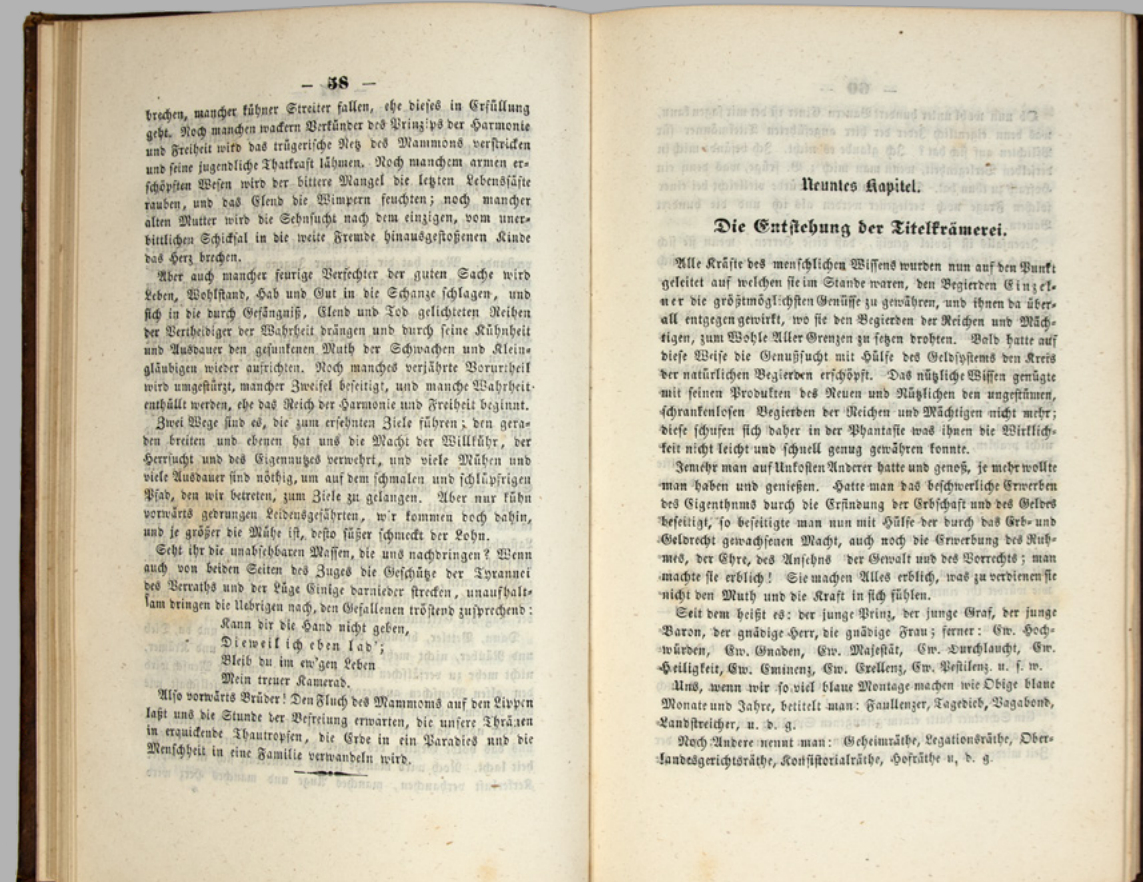 — 58 —
brechen, mancher kühner Streiter fallen, ehe dieses in Erfüllung
geht. Noch manchen wackern Verkünder des Prinzips der Harmonie
und Freiheit wird das trügerische Netz des Mammons verstricken
und seine jugendliche Thatkraft lähmen. Noch manchem armen er-
schöpften Wesen wird der bittere Mangel die letzten Lebenssäfte
rauben, und das Elend die Wimpern feuchten; noch mancher
alten Mutter wird die Sehnsucht nach dem einzigen, vom uner-
bittlichen Schicksal in die weite Fremde hinausgestoßenen Kinde
das Herz brechen.
Aber auch mancher feurige Verfechter der guten Sache wird
Leben, Wohlstand, Hab und Gut in die Schanze schlagen, und
sich in die durch Gefängniß, Elend und Tod gelichteten Reihen
der Vertheidiger der Wahrheit drängen und durch seine Kühnheit
und Ausdauer den gesunkenen Muth der Schwachen und Klein-
gläubigen wieder aufrichten. Noch manches verjährte Vorurtheil
wird umgestürzt, mancher Zweifel beseitigt, und manche Wahrheit
enthüllt werden, ehe das Reich der Harmonie und Freiheit beginnt.
Zwei Wege sind es, die zum ersehnten Ziele führen; den gera-
den breiten und ebenen hat uns die Macht der Willkühr, der
Herrsucht und des Eigennutzes verwehrt, und viele Mühen und
viele Ausdauer sind nöthig, um auf dem schmalen und schlüpfrigen
Pfad, den wir betreten, zum Ziele zu gelangen. Aber nur kühn
vorwärts gedrungen Leidensgefährten, wir kommen doch dahin,
und je größer die Mühe ist, desto süßer schmeckt der Lohn.
Seht ihr die unabsehbaren Massen, die uns nachdringen? Wenn
auch von beiden Seiten des Zuges die Geschütze der Tyrannei
des Verraths und der Lüge Einige darnieder strecken, unaufhalt-
sam dringen die Uebrigen nach, den Gefallenen tröstend zusprechend:
Kann dir die Hand nicht geben,
Dieweil ich eben lad';
Bleib du im ew'gen Leben
Mein treuer Kamerad.
Also vorwärts Brüder! Den Fluch des Mammoms auf den Lippen
laßt uns die Stunde der Befreiung erwarten, die unsere Thränen
in erquickende Thautropfen, die Erde in ein Paradies und die
Menschheit in eine Familie verwandeln wird.
Neuntes Kapitel.
Die Entstehung der Titelkrämerei.
Alle Kräfte des menschlichen Wissens wurden nun auf den Punkt
geleitet auf welchen sie im Stande waren, den Begierden Einzel-
ner die größtmöglichsten Genüsse zu gewähren, und ihnen da über-
all entgegen gewirkt, wo sie den Begierden der Reichen und Mäch-
tigen, zum Wohle Aller Grenzen zu setzen drohten. Bald hatte auf
diese Weise die Genußsucht mit Hülfe des Geldsystems den Kreis
der natürlichen Begierden erschöpft. Das nützliche Wissen genügte
mit seinen Produkten des Neuen und Nützlichen den ungestümen,
schrankenlosen Begierden der Reichen und Mächtigen nicht mehr;
diese schufen sich daher in der Phantasie was ihnen die Wirklich-
keit nicht leicht und schnell genug gewähren konnte.
Jemehr man auf Unkosten Anderer hatte und genoß, je mehr wollte
man haben und genießen. Hatte man das beschwerliche Erwerben
des Eigenthums durch die Erfindung der Erbschaft und des Geldes
beseitigt, so beseitigte man nun mit Hülfe der durch das Erb- und
Geldrecht gewachsenen Macht, auch noch die Erwerbung des Ruh-
mes, der Ehre, des Ansehns der Gewalt und des Vorrechts; man
machte sie erblich! Sie machen Alles erblich, was zu verdienen sie
nicht den Muth und die Kraft in sich fühlen.
Seit dem heißt es: der junge Prinz, der junge Graf, der junge
Baron, der gnädige Herr, die gnädige Frau; ferner: Ew. Hoch-
würden, Ew. Gnaden, Ew. Majestät, Ew. Durchlaucht, Ew.
Heiligkeit, Ew. Eminenz, Ew. Exellenz, Ew. Pestilenz. u. s. w.
Uns, wenn wir so viel blaue Montage machen wie Obige blaue
Monate und Jahre, betitelt man: Faullenzer, Tagedieb, Vagabond,
Landstreicher, u. d. g.
Noch Andere nennt man: Geheimräthe, Legationsräthe, Ober-
landesgerichtsräthe, Konsistorialräthe, Hofräthe u, d. g.